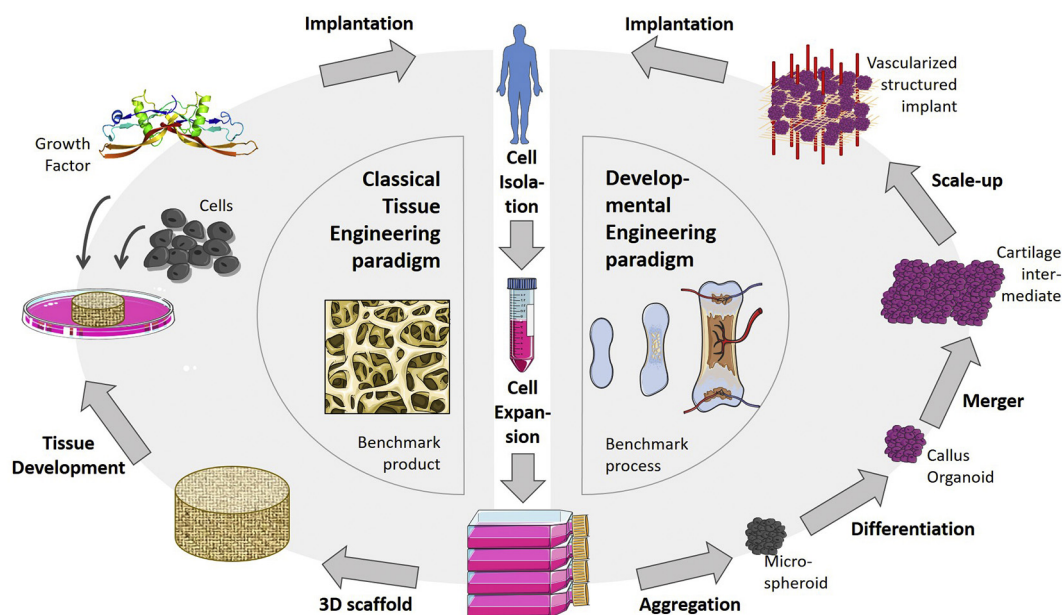 Implantation
Implantation
Growth
Factor
Cells
Classical
Tissue
Engineering
paradigm
Benchmark
product
Tissue
Development
3D scaffold
Cell
Isola-
tion
Cell
Expan-
sion
Develop-
mental
Engineering
paradigm
Benchmark
process
Vascularized
structured
implant
Scale-up
Cartilage
inter-
mediate
Merger
Callus
Organoid
Differentiation
Micro-
spheroid
Aggregation